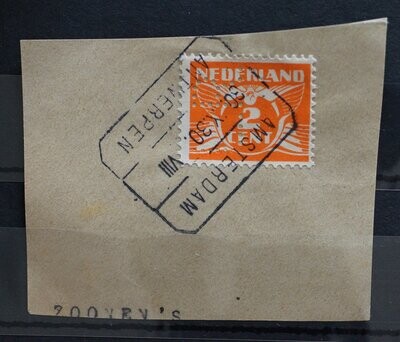 NEDERLAND
2
CENT
AMSTERDAM
ANTWERPEN
VIII